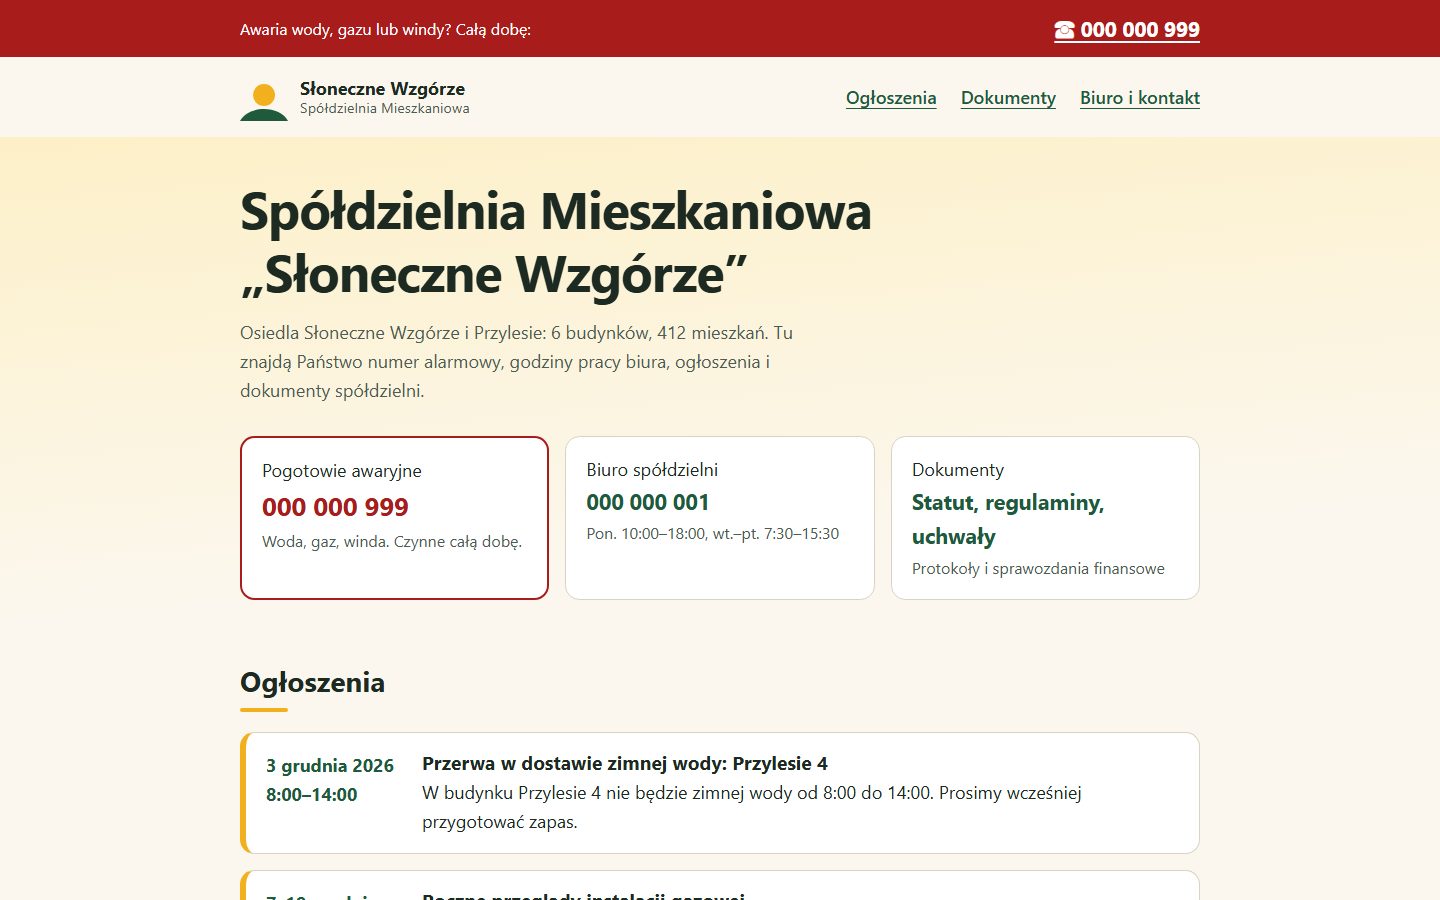 Awaria wody, gazu lub windy? Całą dobę:
☎ 000 000 999
Słoneczne Wzgórze
Spółdzielnia Mieszkaniowa
Ogłoszenia
Dokumenty
Biuro i kontakt
Spółdzielnia Mieszkaniowa
„Słoneczne Wzgórze”
Osiedla Słoneczne Wzgórze i Przylesie: 6 budynków, 412 mieszkań. Tu
znajdą Państwo numer alarmowy, godziny pracy biura, ogłoszenia i
dokumenty spółdzielni.
Pogotowie awaryjne
000 000 999
Woda, gaz, winda. Czynne całą dobę.
Biuro spółdzielni
000 000 001
Pon. 10:00–18:00, wt.–pt. 7:30–15:30
Dokumenty
Statut, regulaminy,
uchwały
Protokoły i sprawozdania finansowe
Ogłoszenia
3 grudnia 2026
8:00–14:00
Przerwa w dostawie zimnej wody: Przylesie 4
W budynku Przylesie 4 nie będzie zimnej wody od 8:00 do 14:00. Prosimy wcześniej
przygotować zapas.
Roczne przeglądy instalacji gazowej